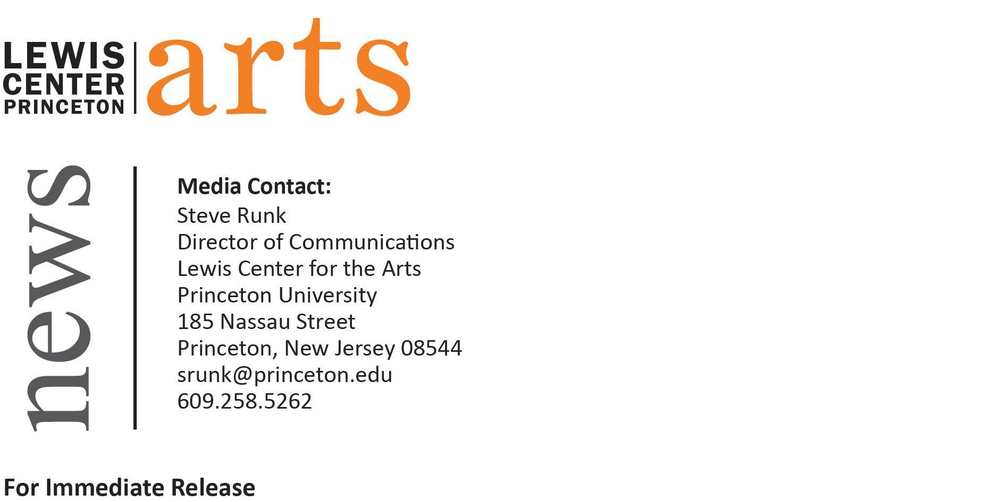 LEWIS
CENTER
PRINCETON
arts
news
Media Contact:
Steve Runk
Director of Communications
Lewis Center for the Arts
Princeton University
185 Nassau Street
Princeton, New Jersey 08544
srunk@princeton.edu
609.258.5262
For Immediate Release